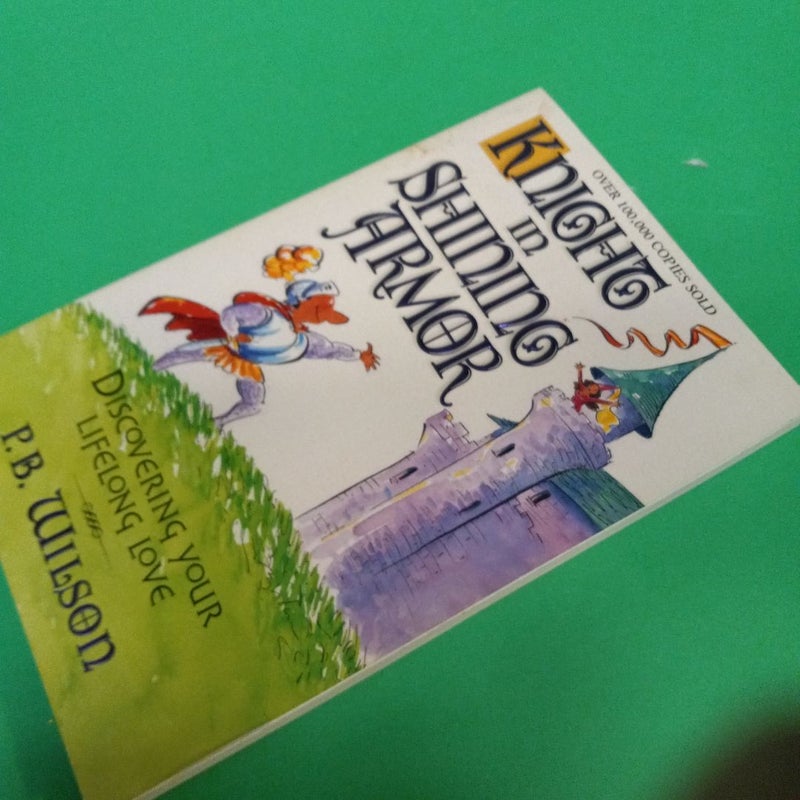 OVER 100,000 COPIES SOLD
KNIGHT
IN
SHINING
ARMOR
DISCOVERING YOUR
LIFELONG LOVE
P.B. WILSON